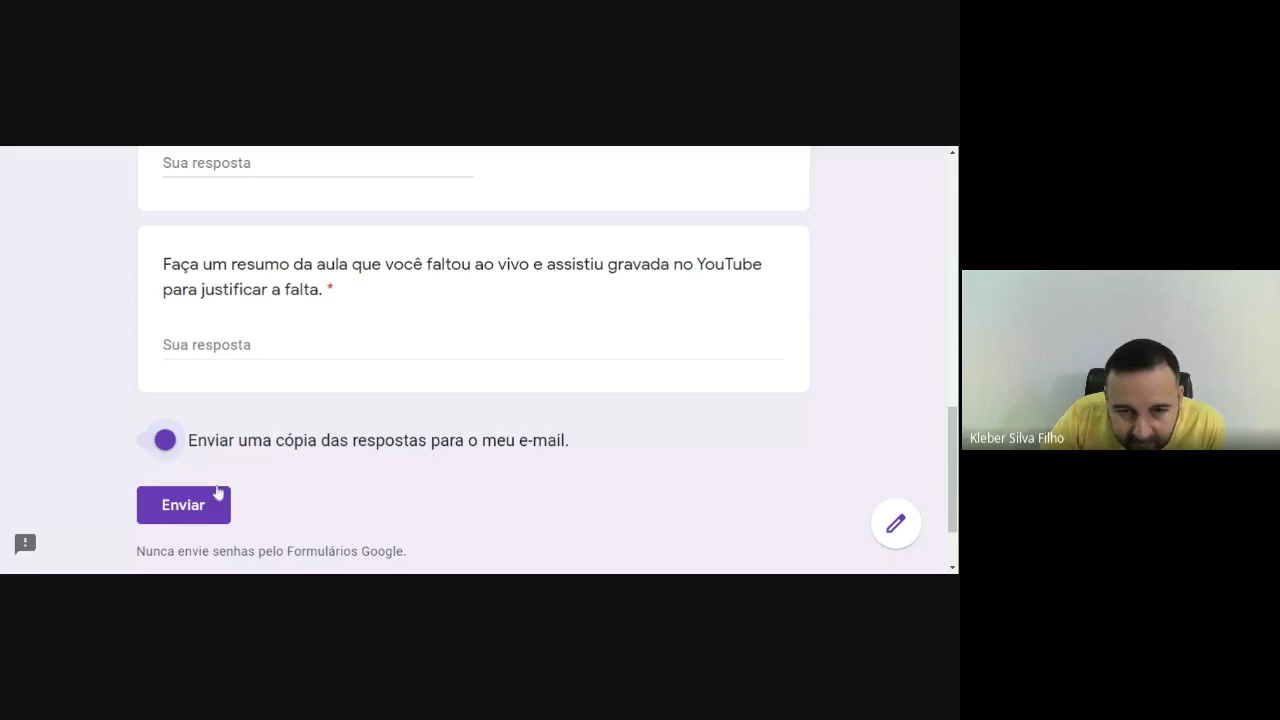 Sua resposta
Faça um resumo da aula que você faltou ao vivo e assistiu gravada no YouTube
para justificar a falta. *
Sua resposta
Enviar uma cópia das respostas para o meu e-mail.
Kleber Silva Filho
Enviar
Nunca envie senhas pelo Formulários Google.